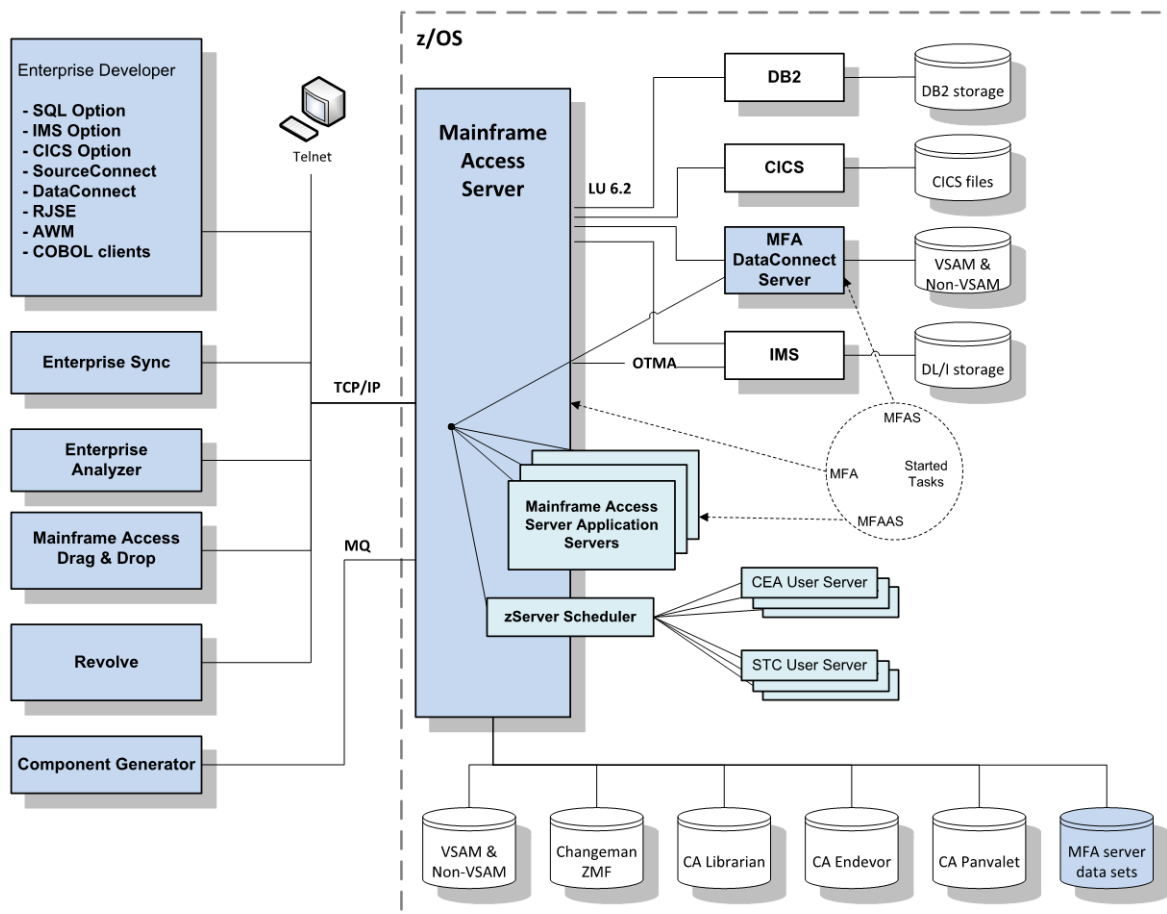 z/OS
Enterprise Developer
- SQL Option
- IMS Option
- CICS Option
- SourceConnect
- DataConnect
- RJSE
- AWM
- COBOL clients
Telnet
Enterprise Sync
TCP/IP
Enterprise
Analyzer
Mainframe Access
Drag & Drop
MQ
Revolve
Component Generator
Mainframe
Access
Server
LU 6.2
DB2
DB2 storage
CICS
CICS files
MFA
DataConnect
Server
VSAM &
Non-VSAM
OTMA
IMS
DL/I storage
MFAS
MFA
Started
Tasks
MFAAS
Mainframe Access
Server Application
Servers
zServer Scheduler
CEA User Server
STC User Server
VSAM &
Non-VSAM
Changeman
ZMF
CA Librarian
CA Endevor
CA Panvalet
MFA server
data sets